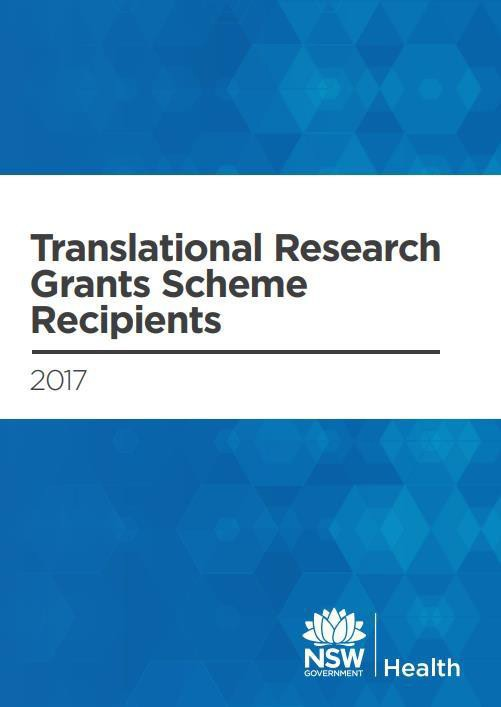 Translational Research
Grants Scheme
Recipients
2017
NSW
GOVERNMENT
Health